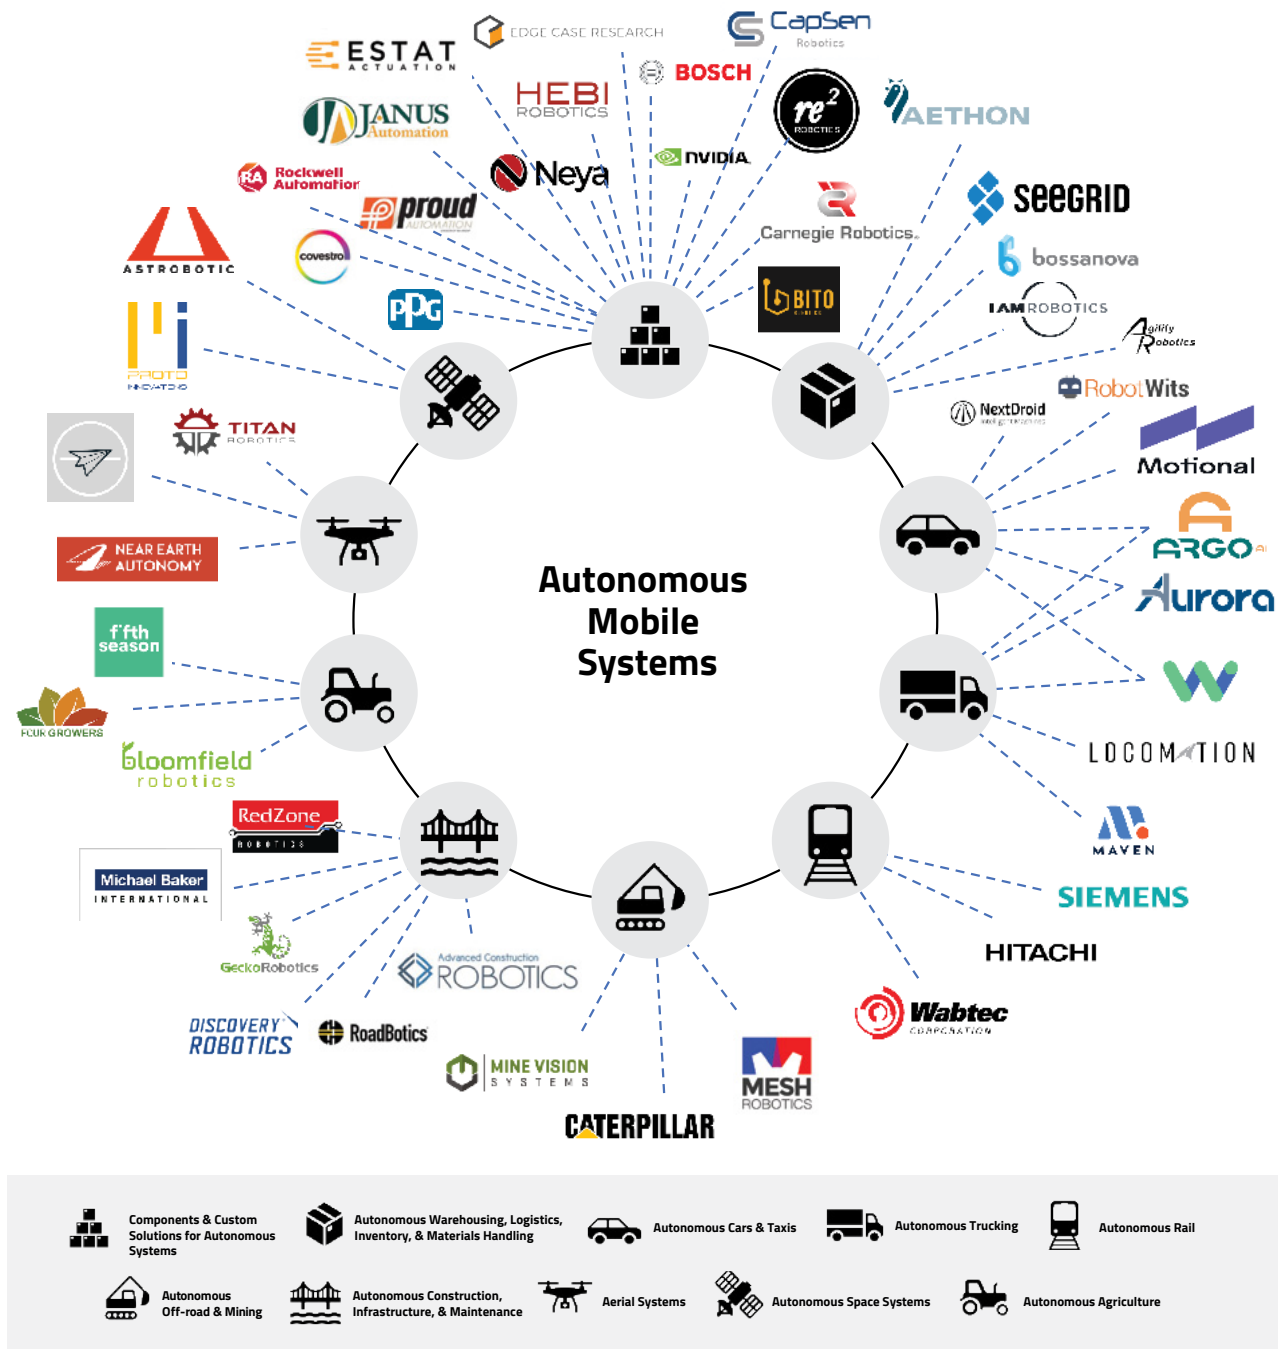 EDGE CASE RESEARCH
CapSen
Robotics
ESTAT
ACTUATION
BOSCH
HEBI
ROBOTICS
re2
ROBOTICS
AETHON
JANUS
Automation
NVIDIA
Neya
RA
Rockwell
Automation
proud
AUTOMATION
SEEGRID
Carnegie Robotics
ASTROBOTIC
covestro
bossanova
PPG
BITO
IAM ROBOTICS
Agility
Robotics
PROTO
INNOVATIONS
RobotWits
NextDroid
TITAN
ROBOTICS
Motional
ARGO AI
NEAR EARTH
AUTONOMY
Autonomous
Mobile
Systems
Aurora
fifth
season
FOUR GROWERS
bloomfield
robotics
LOCOMATION
RedZone
ROBOTICS
MAVEN
Michael Baker
INTERNATIONAL
SIEMENS
GeckoRobotics
HITACHI
Advanced Construction
ROBOTICS
DISCOVERY
ROBOTICS
RoadBotics
Wabtec
CORPORATION
MINE VISION
SYSTEMS
MESH
ROBOTICS
CATERPILLAR
Components & Custom
Solutions for Autonomous
Systems
Autonomous Warehousing, Logistics,
Inventory, & Materials Handling
Autonomous Cars & Taxis
Autonomous Trucking
Autonomous Rail
Autonomous
Off-road & Mining
Autonomous Construction,
Infrastructure, & Maintenance
Aerial Systems
Autonomous Space Systems
Autonomous Agriculture